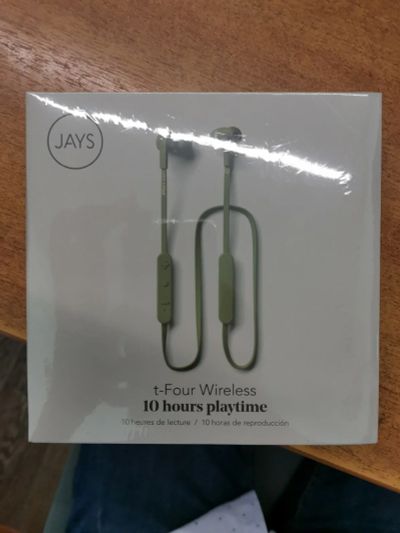 JAYS
t-Four Wireless
10 hours playtime
10 heures de lecture / 10 horas de reproducción